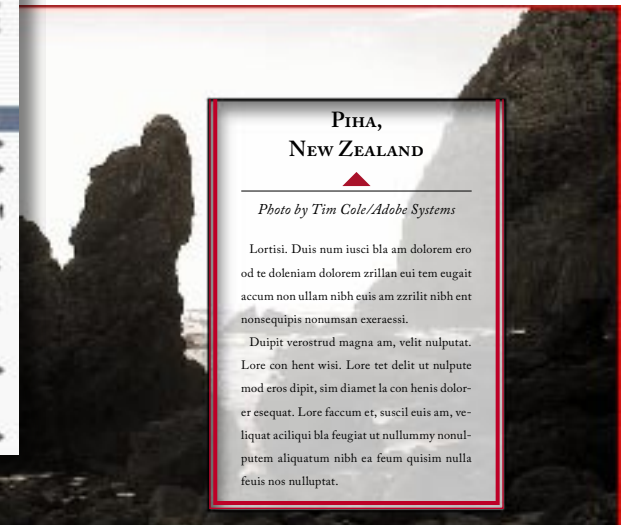 Piha,
New Zealand
Photo by Tim Cole/Adobe Systems
Lortisi. Duis num iusci bla am dolorem ero
od te doleniam dolorem zrillan eui tem eugait
accum non ullam nibh euis am zzrilit nibh ent
nonsequipis nonumsan exeraessi.
Duipit verostrud magna am, velit nulputat.
Lore con hent wisi. Lore tet delit ut nulpute
mod eros dipit, sim diamet la con henis dolor-
er esequat. Lore faccum et, suscil euis am, ve-
liquat aciliqui bla feugiat ut nullummy nonul-
putem aliquatum nibh ea feum quisim nulla
feuis nos nulluptat.